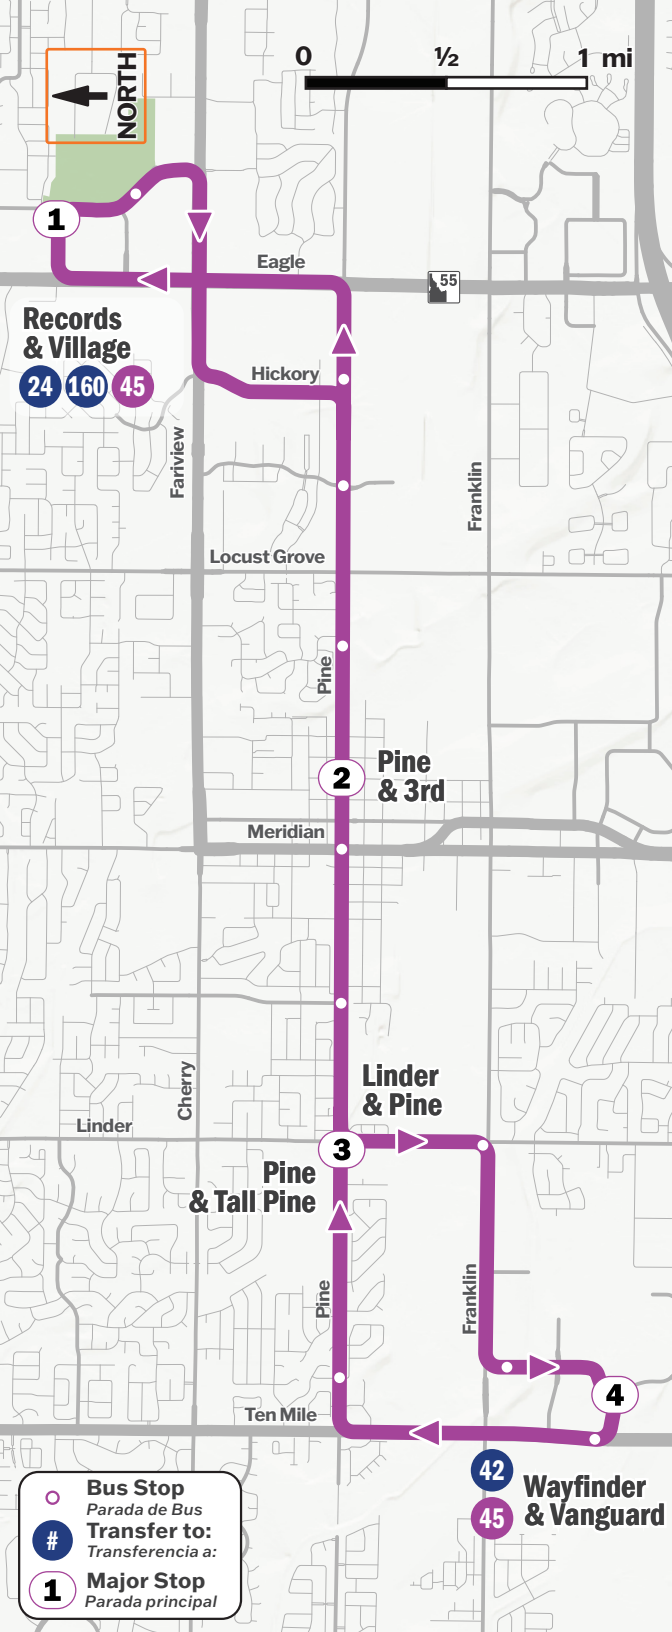 NORTH
0 ½ 1 mi
1
Eagle
55
Records
& Village
24 160 45
Hickory
Fariview
Franklin
Locust Grove
Pine
2
Pine
& 3rd
Meridian
Cherry
Linder
& Pine
Linder
3
Pine
& Tall Pine
Pine
Franklin
4
Ten Mile
42
45
Wayfinder
& Vanguard
Bus Stop
Parada de Bus
#
Transfer to:
Transferencia a:
1
Major Stop
Parada principal